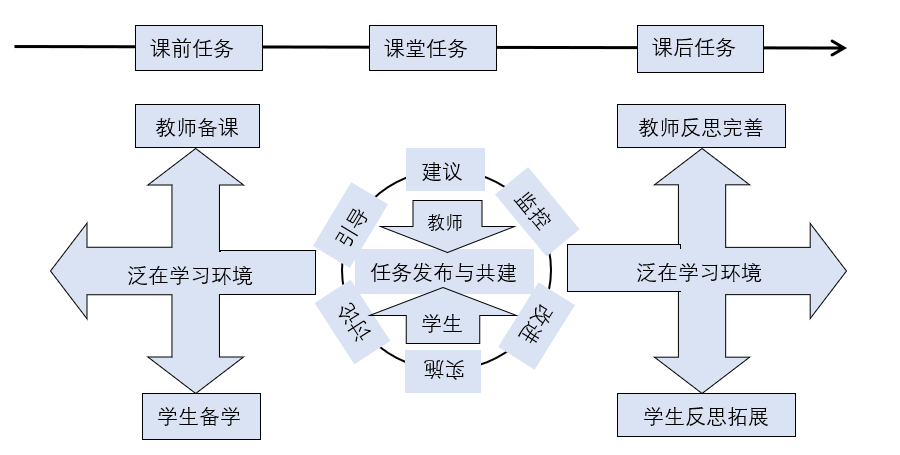 课前任务
课堂任务
课后任务
教师备课
泛在学习环境
学生备学
建议
监控
改进
实施
讨论
引导
教师
任务发布与共建
学生
教师反思完善
泛在学习环境
学生反思拓展